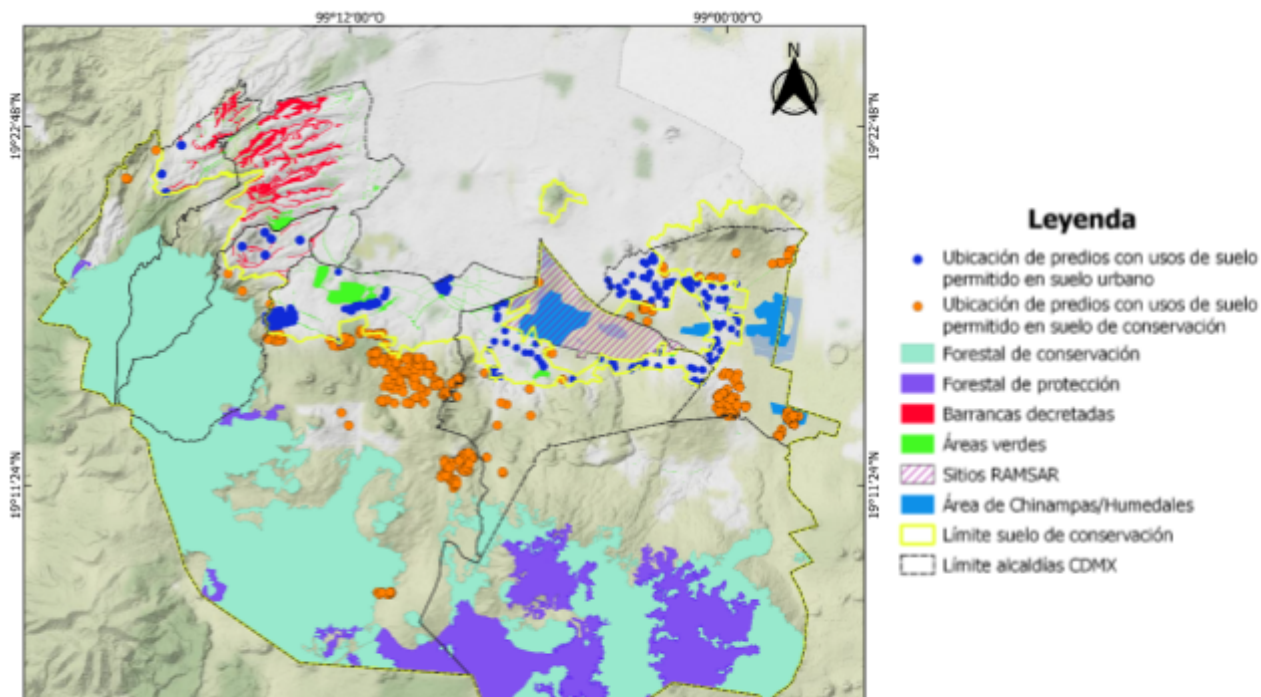 99°12'00"O
99°00'00"O
N
19°22'48"N
19°22'48"N
Leyenda
Ubicación de predios con usos de suelo
permitido en suelo urbano
Ubicación de predios con usos de suelo
permitido en suelo de conservación
Forestal de conservación
Forestal de protección
Barrancas decretadas
Áreas verdes
Sitios RAMSAR
Área de Chinampas/Humedales
Límite suelo de conservación
Límite alcaldías CDMX
19°11'24"N
19°11'24"N